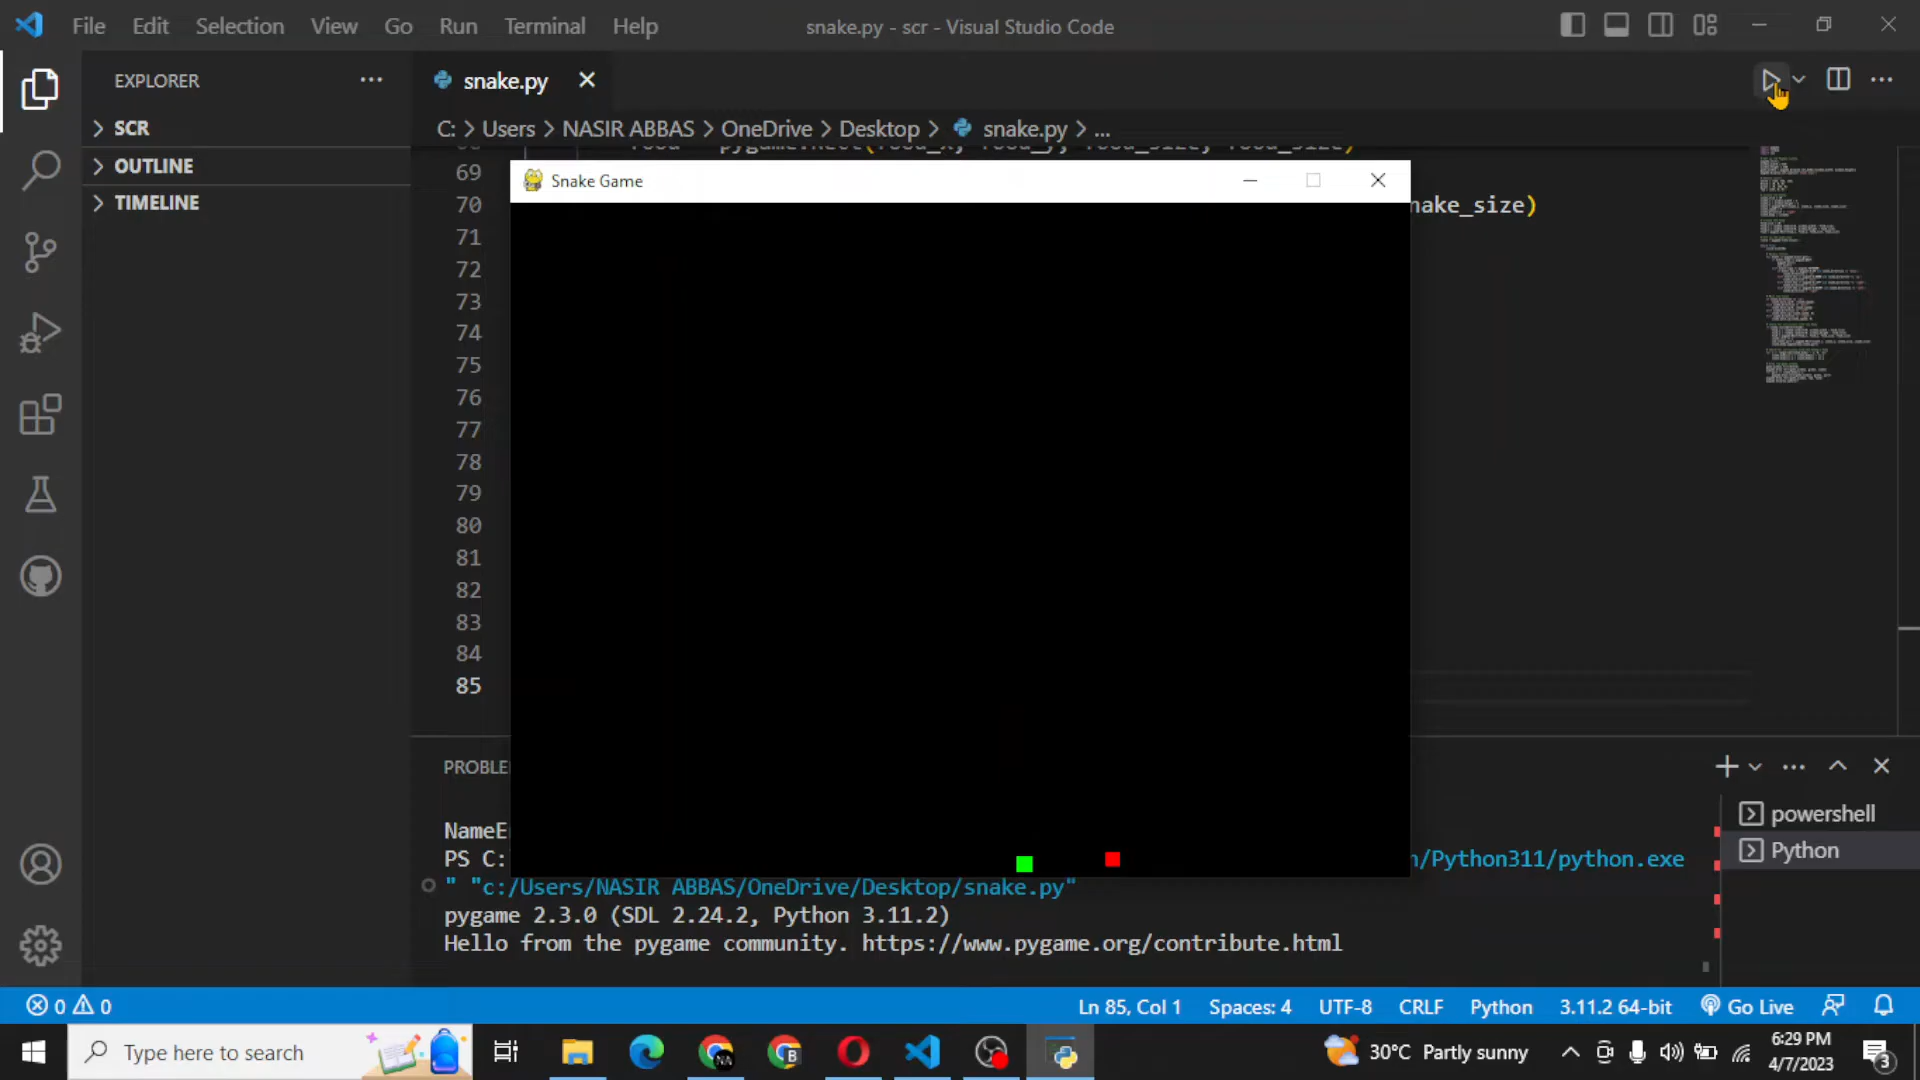 File Edit Selection View Go Run Terminal Help
snake.py - scr - Visual Studio Code
EXPLORER
SCR
OUTLINE
TIMELINE
snake.py
C: > Users > NASIR ABBAS > OneDrive > Desktop > snake.py > ...
Snake Game
69
70 nake_size)
71
72
73
74
75
76
77
78
79
80
81
82
83
84
85
PROBLE
NameE
PS C: n/Python311/python.exe
" "c:/Users/NASIR ABBAS/OneDrive/Desktop/snake.py"
pygame 2.3.0 (SDL 2.24.2, Python 3.11.2)
Hello from the pygame community. https://www.pygame.org/contribute.html
powershell
Python
0 0
Ln 85, Col 1 Spaces: 4 UTF-8 CRLF Python 3.11.2 64-bit Go Live
Type here to search
NA
B
30°C Partly sunny
6:29 PM
4/7/2023
3